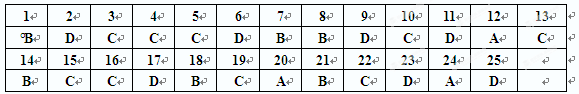 1 2 3 4 5 6 7 8 9 10 11 12 13
B D C C C D B B D C D A C
14 15 16 17 18 19 20 21 22 23 24 25
B C C D B C A B C D A D